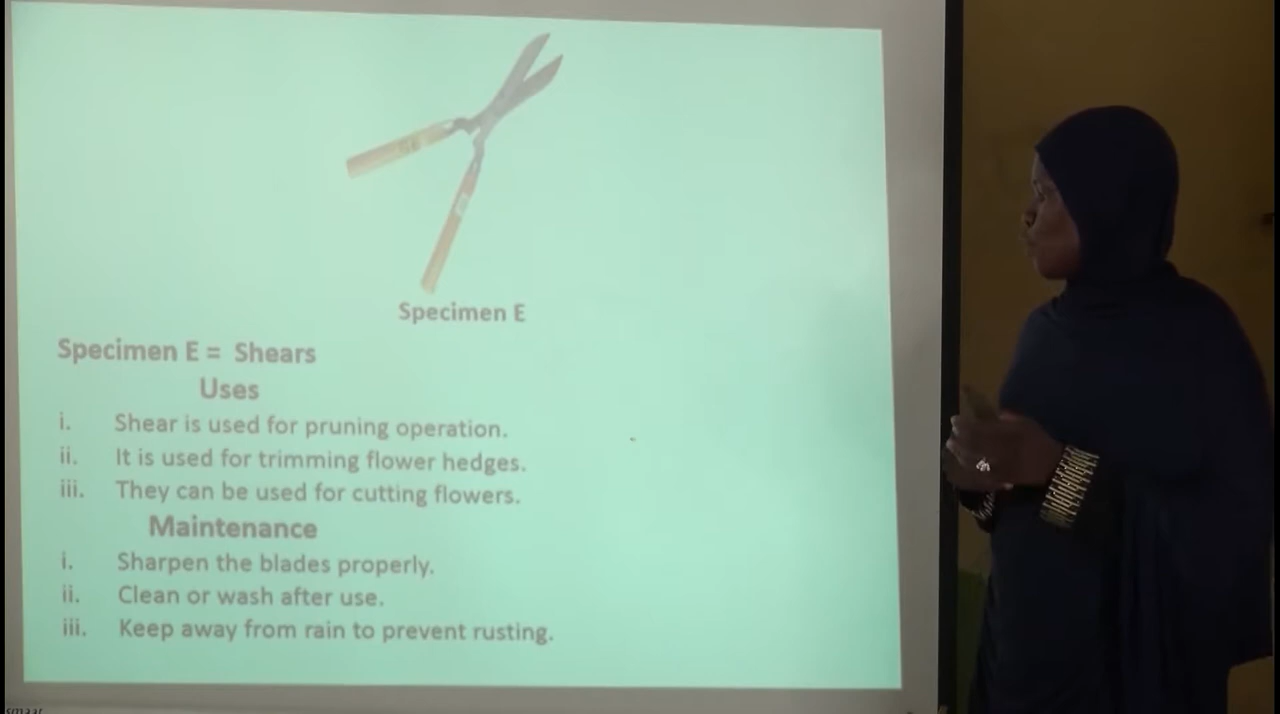 Specimen E
Specimen E = Shears
Uses
i. Shear is used for pruning operation.
ii. It is used for trimming flower hedges.
iii. They can be used for cutting flowers.
Maintenance
i. Sharpen the blades properly.
ii. Clean or wash after use.
iii. Keep away from rain to prevent rusting.